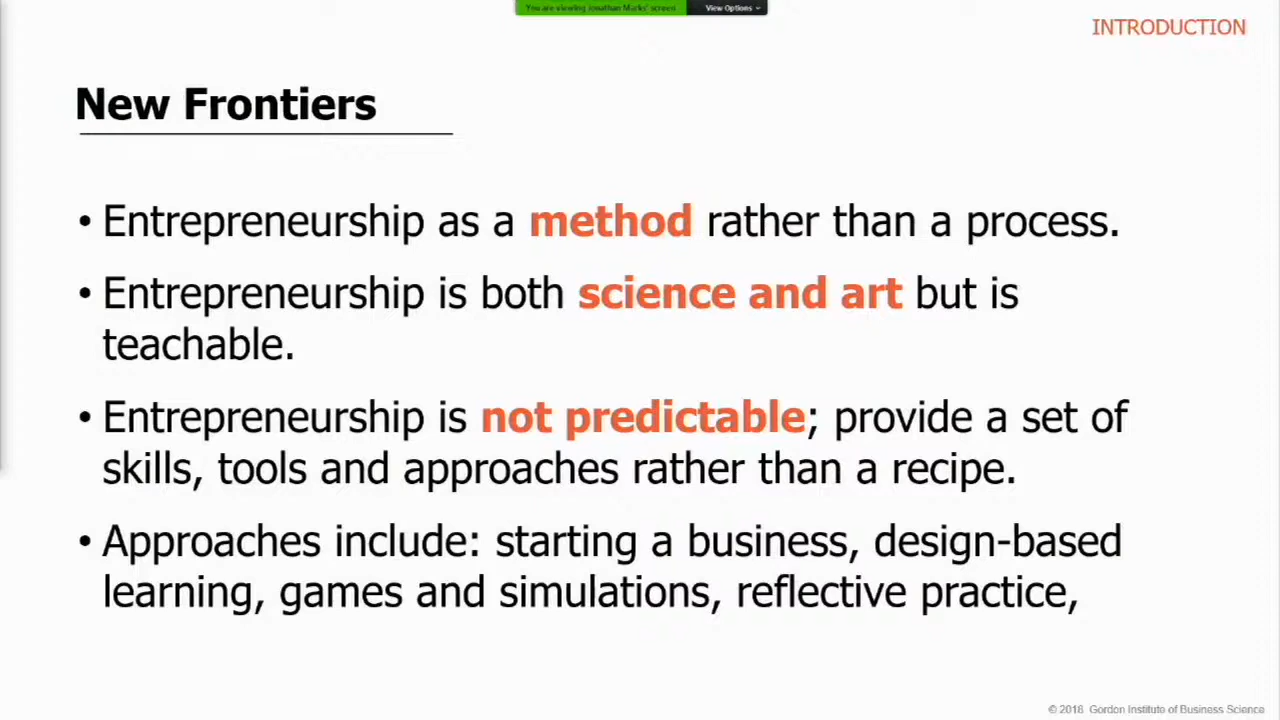 You are viewing Jonathan Marks' screen View Options
INTRODUCTION
New Frontiers
• Entrepreneurship as a method rather than a process.
• Entrepreneurship is both science and art but is
teachable.
• Entrepreneurship is not predictable; provide a set of
skills, tools and approaches rather than a recipe.
• Approaches include: starting a business, design-based
learning, games and simulations, reflective practice,
© 2018 Gordon Institute of Business Science